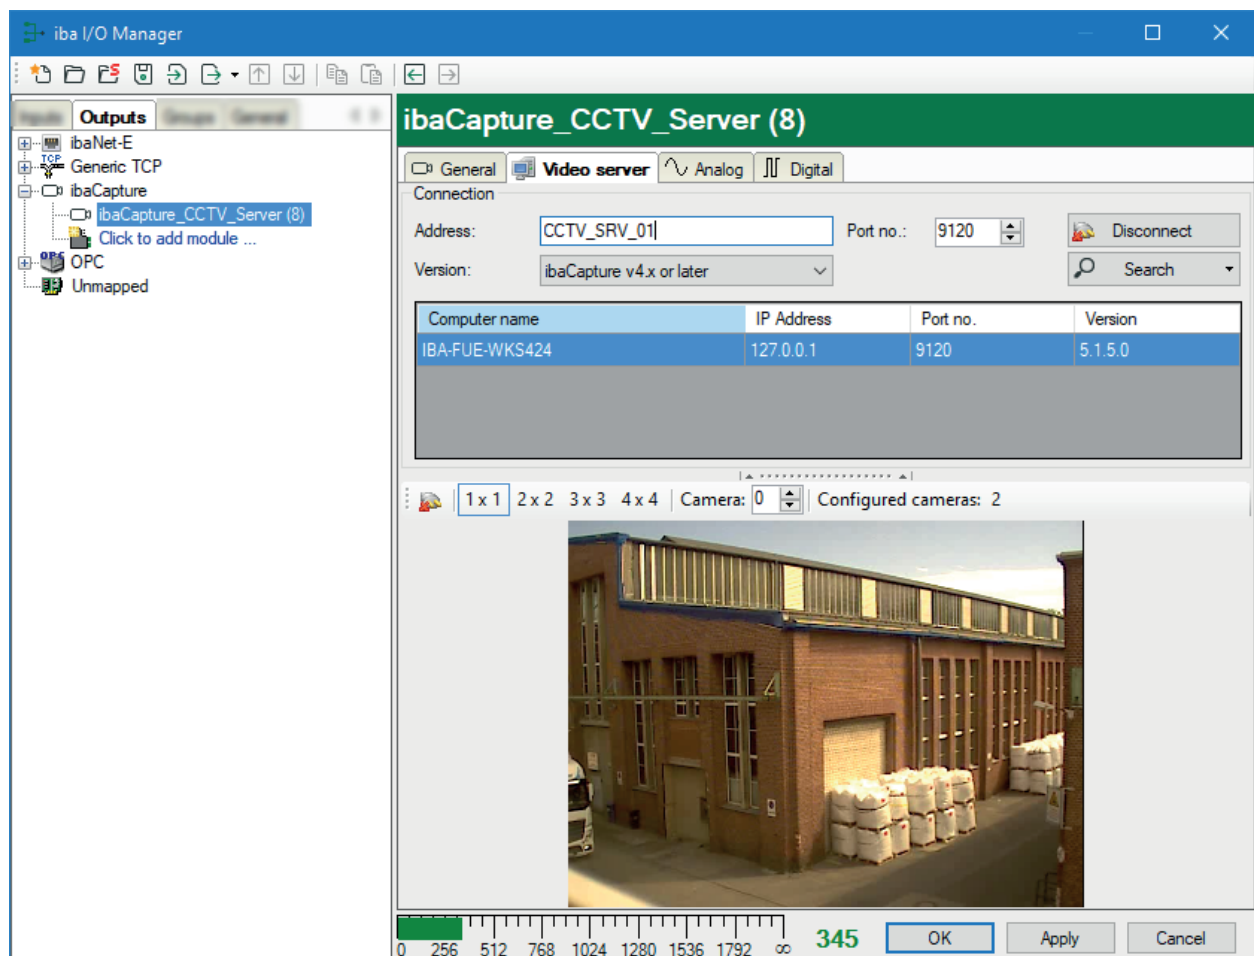 iba I/O Manager
Outputs
ibaNet-E
TCP Generic TCP
ibaCapture
ibaCapture_CCTV_Server (8)
Click to add module ...
OPC OPC
Unmapped
ibaCapture_CCTV_Server (8)
General Video server Analog Digital
Connection
Address: CCTV_SRV_01 Port no.: 9120 Disconnect
Version: ibaCapture v4.x or later Search
Computer name IP Address Port no. Version
IBA-FUE-WKS424 127.0.0.1 9120 5.1.5.0
1 x 1 2 x 2 3 x 3 4 x 4 Camera: 0 Configured cameras: 2
4
0 256 512 768 1024 1280 1536 1792 ∞ 345 OK Apply Cancel